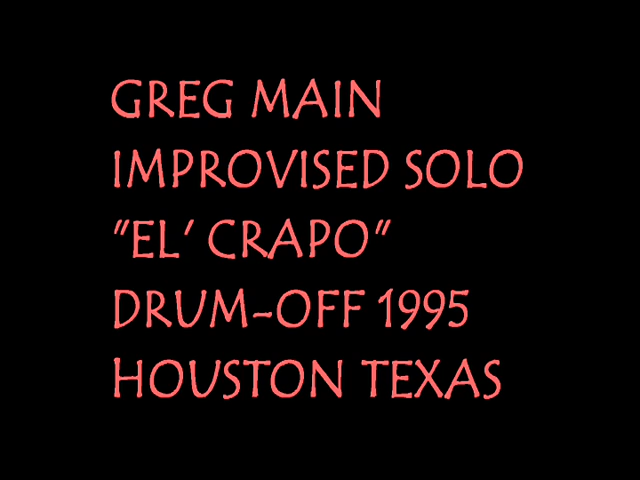 GREG MAIN
IMPROVISED SOLO
"EL' CRAPO"
DRUM-OFF 1995
HOUSTON TEXAS